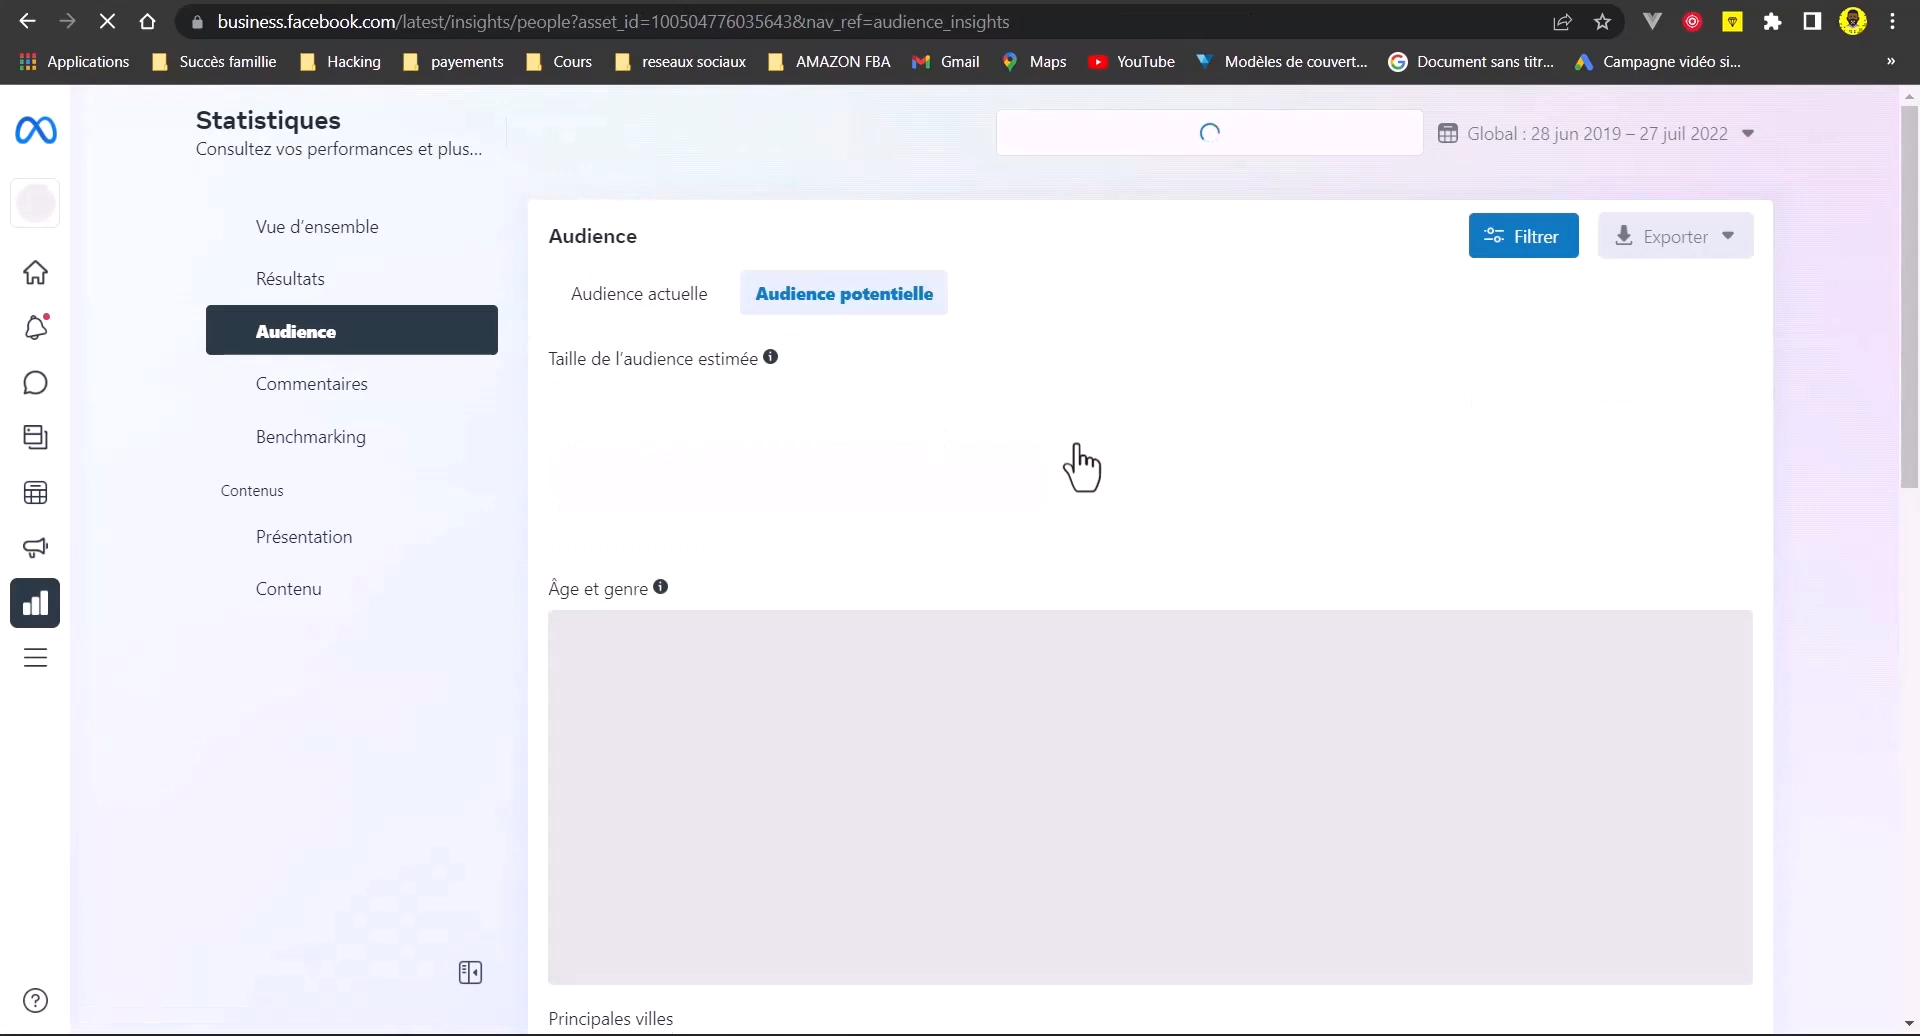 business.facebook.com/latest/insights/people?asset_id=100504776035643&nav_ref=audience_insights
Applications
Succès famillie
Hacking
payements
Cours
reseaux sociaux
AMAZON FBA
Gmail
Maps
YouTube
Modèles de couvert...
Document sans titr...
Campagne vidéo si...
»
Statistiques
Consultez vos performances et plus...
Global : 28 jun 2019 – 27 juil 2022
Vue d’ensemble
Résultats
Audience
Commentaires
Benchmarking
Contenus
Présentation
Contenu
Audience
Filtrer
Exporter
Audience actuelle
Audience potentielle
Taille de l’audience estimée
Âge et genre
Principales villes